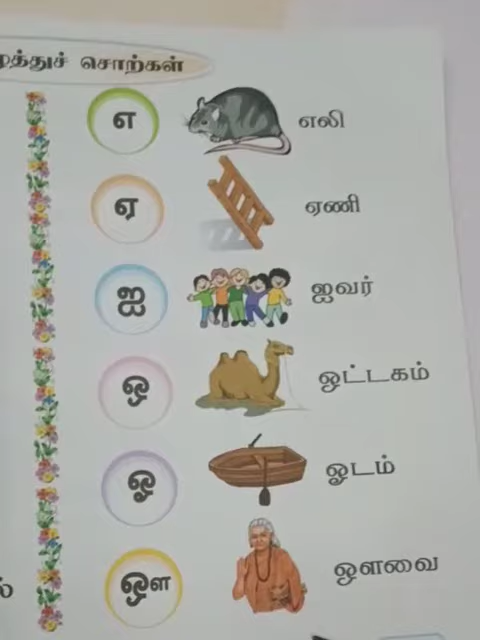 சொற்கள்
எ எலி
ஏ ஏணி
ஐ ஐவர்
ஒ ஒட்டகம்
ஓ ஓடம்
ஔ ஔவை